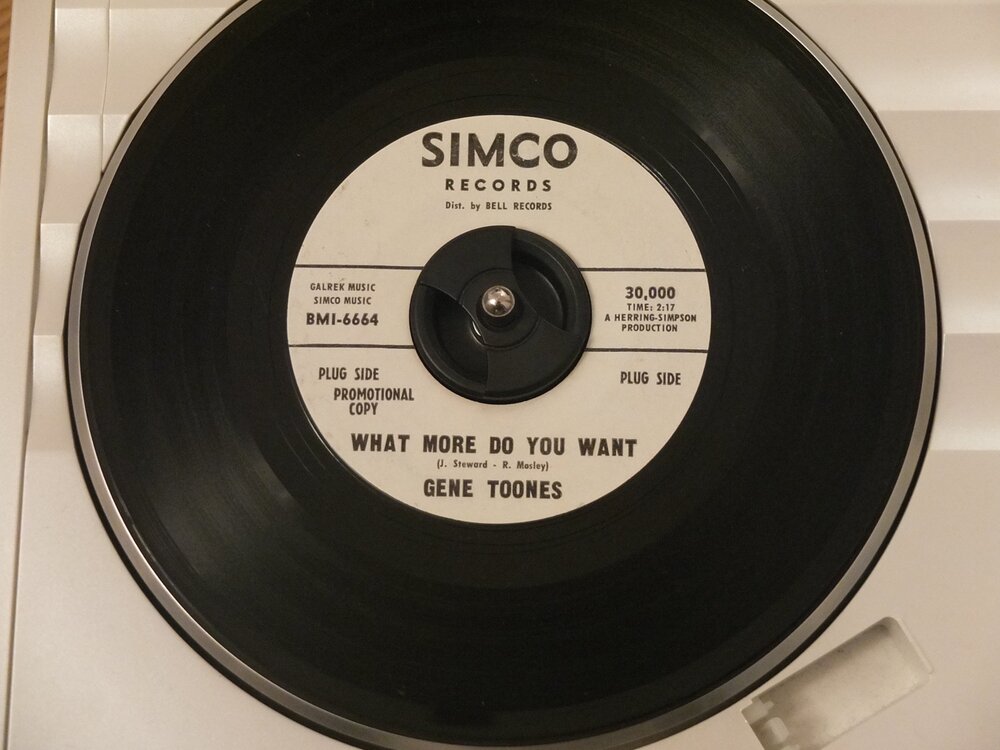 SIMCO
RECORDS
Dist. by BELL RECORDS
GALREK MUSIC
SIMCO MUSIC
BMI-6664
30,000
TIME: 2:17
A HERRING-SIMPSON
PRODUCTION
PLUG SIDE
PROMOTIONAL
COPY
PLUG SIDE
WHAT MORE DO YOU WANT
(J. Steward - R. Mosley)
GENE TOONES